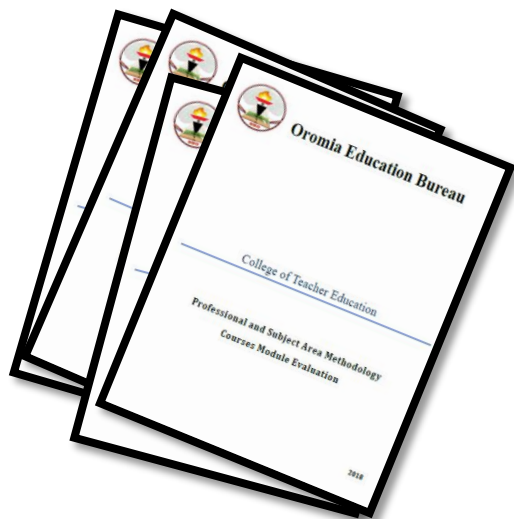 Oromia Education Bureau
College of Teacher Education
Professional and Subject Area Methodology
Courses Module Evaluation
2018